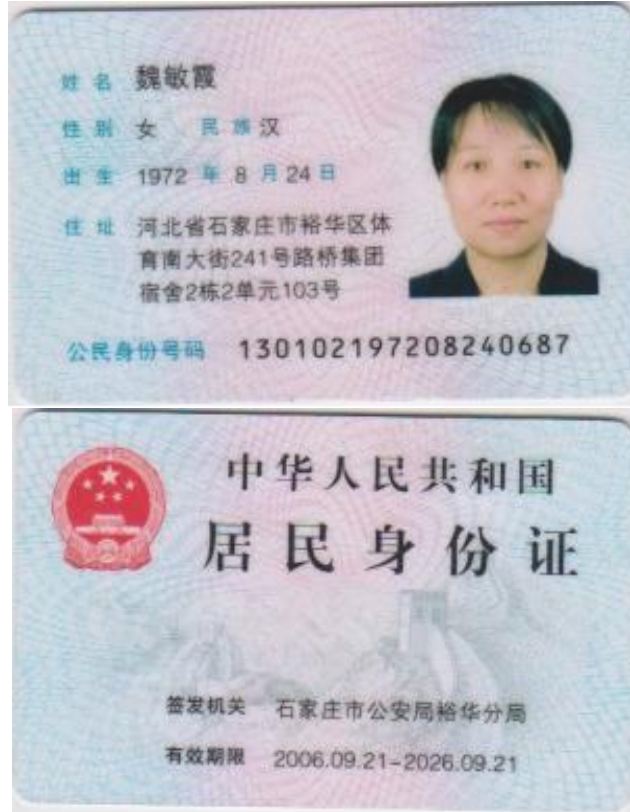 姓名 魏敏霞
性别 女 民族 汉
出生 1972 年 8 月 24 日
住址 河北省石家庄市裕华区体
育南大街241号路桥集团
宿舍2栋2单元103号
公民身份号码 130102197208240687
中华人民共和国
居民身份证
签发机关 石家庄市公安局裕华分局
有效期限 2006.09.21-2026.09.21